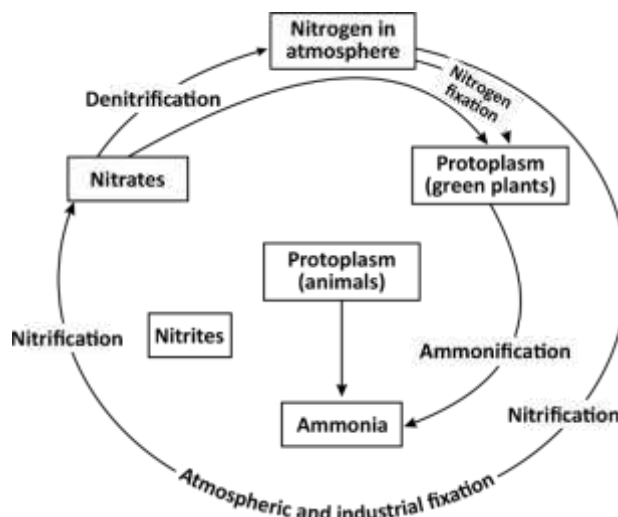 Nitrogen in
atmosphere
Nitrogen
fixation
Denitrification
Nitrates
Protoplasm
(green plants)
Protoplasm
(animals)
Nitrification
Nitrites
Ammonification
Ammonia
Nitrification
Atmospheric and industrial fixation